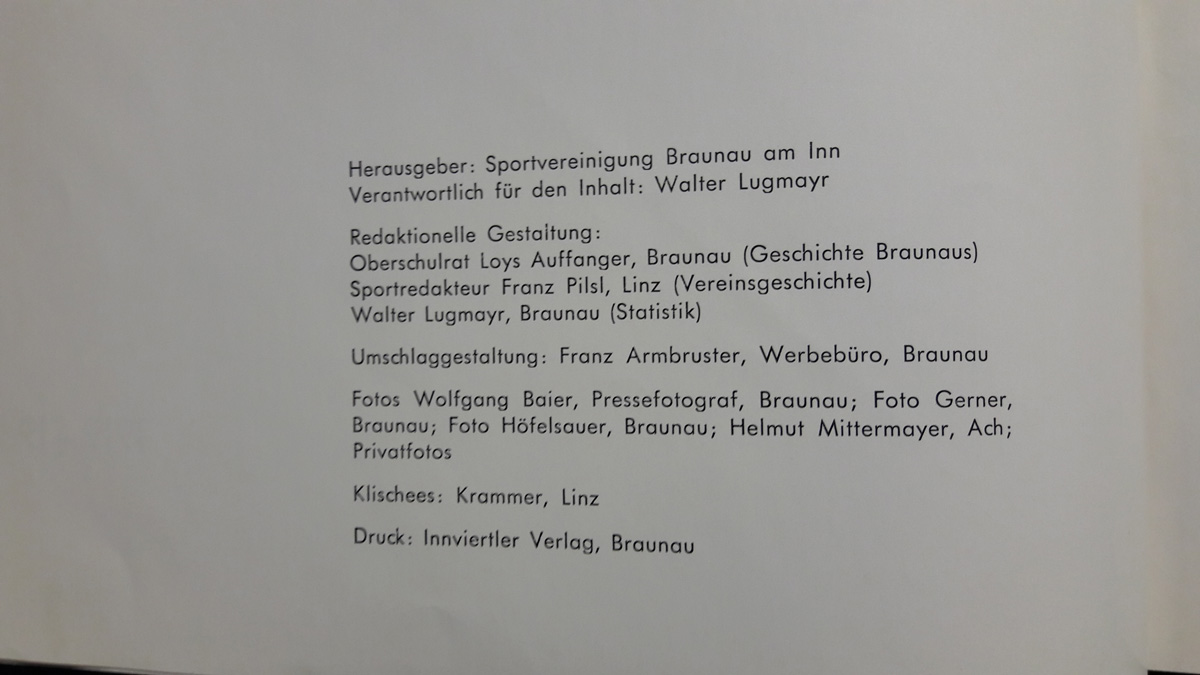 Herausgeber: Sportvereinigung Braunau am Inn
Verantwortlich für den Inhalt: Walter Lugmayr
Redaktionelle Gestaltung:
Oberschulrat Loys Auffanger, Braunau (Geschichte Braunaus)
Sportredakteur Franz Pilsl, Linz (Vereinsgeschichte)
Walter Lugmayr, Braunau (Statistik)
Umschlaggestaltung: Franz Armbruster, Werbebüro, Braunau
Fotos Wolfgang Baier, Pressefotograf, Braunau; Foto Gerner,
Braunau; Foto Höfelsauer, Braunau; Helmut Mittermayer, Ach;
Privatfotos
Klischees: Krammer, Linz
Druck: Innviertler Verlag, Braunau